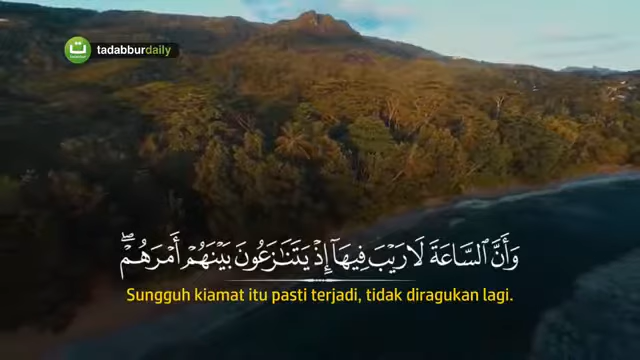 ت tadabburdaily
وَأَنَّ ٱلسَّاعَةَ لَا رَيْبَ فِيهَآ إِذْ يَتَنَٰزَعُونَ بَيْنَهُمْ أَمْرَهُمْ ۖ
Sungguh kiamat itu pasti terjadi, tidak diragukan lagi.